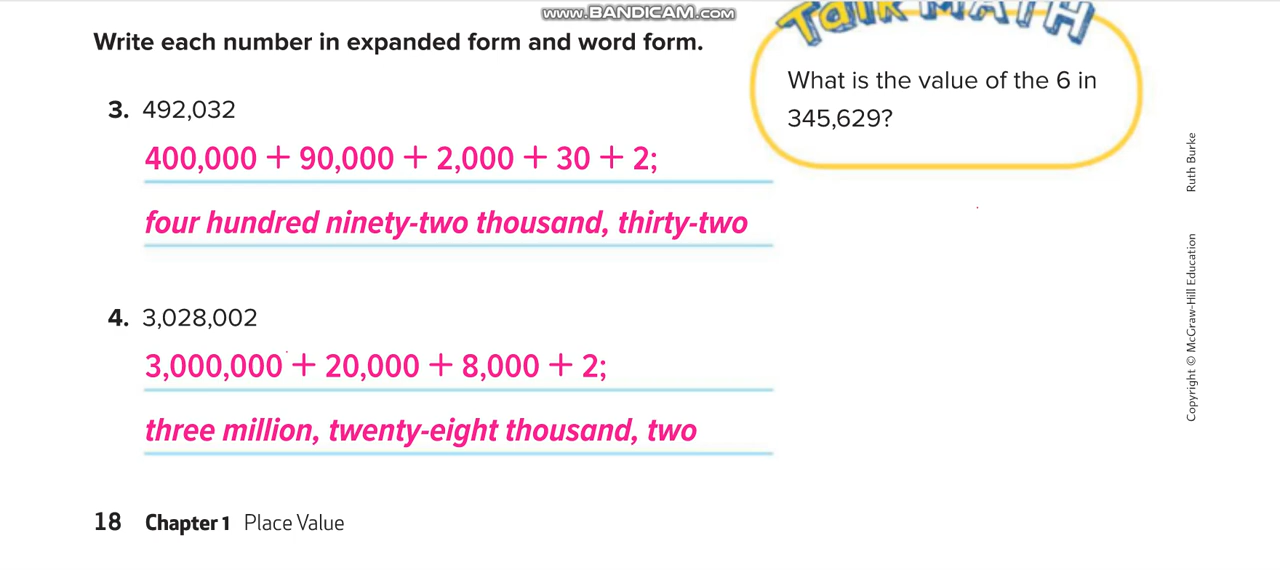 www.BANDICAM.com
Talk MATH
Write each number in expanded form and word form.
What is the value of the 6 in
345,629?
3. 492,032
400,000 + 90,000 + 2,000 + 30 + 2;
four hundred ninety-two thousand, thirty-two
4. 3,028,002
3,000,000 + 20,000 + 8,000 + 2;
three million, twenty-eight thousand, two
18 Chapter 1 Place Value
Copyright © McGraw-Hill Education Ruth Burke